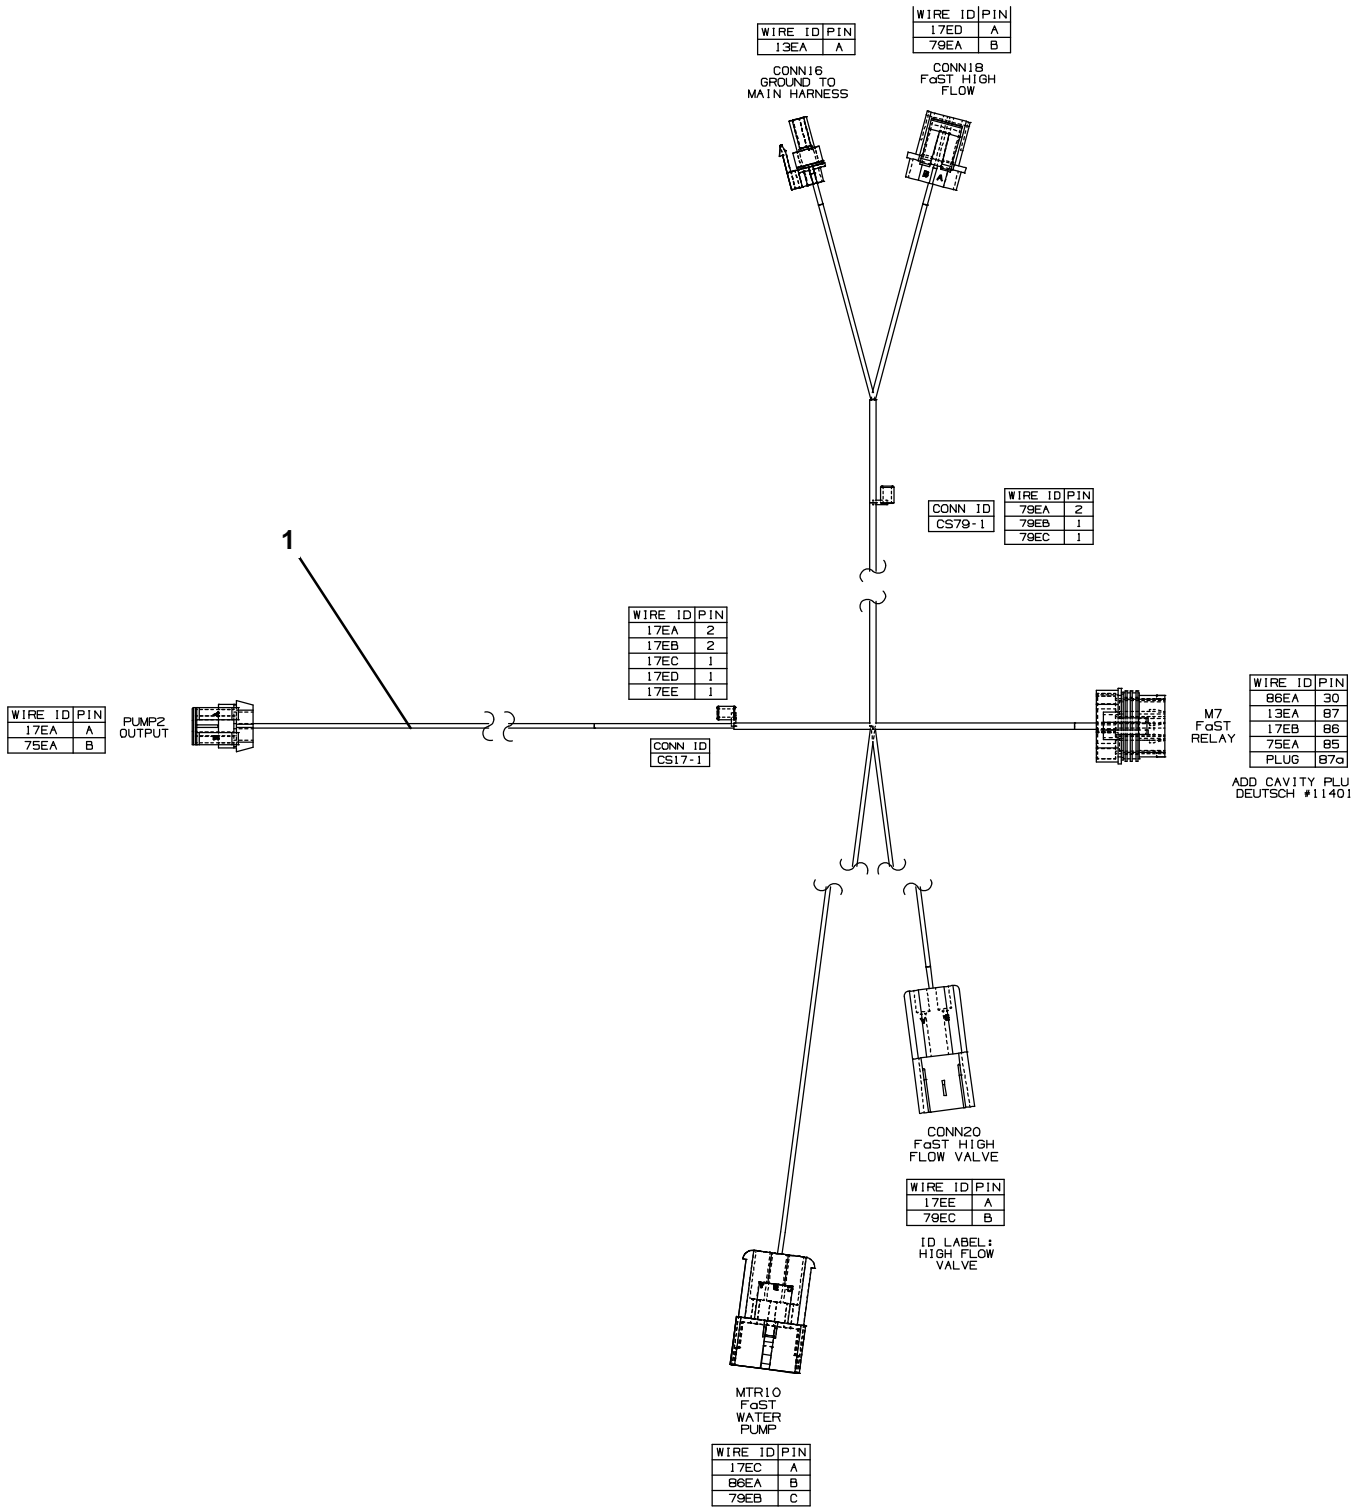 WIRE ID PIN
13EA A
CONN16
GROUND TO
MAIN HARNESS
WIRE ID PIN
17ED A
79EA B
CONN18
FaST HIGH
FLOW
B A
CONN ID
CS79-1
WIRE ID PIN
79EA 2
79EB 1
79EC 1
1
WIRE ID PIN
17EA 2
17EB 2
17EC 1
17ED 1
17EE 1
CONN ID
CS17-1
WIRE ID PIN
17EA A
75EA B
PUMP2
OUTPUT
M7
FaST
RELAY
WIRE ID PIN
86EA 30
13EA 87
17EB 86
75EA 85
PLUG 87a
ADD CAVITY PLU
DEUTSCH #11401
CONN20
FaST HIGH
FLOW VALVE
WIRE ID PIN
17EE A
79EC B
ID LABEL:
HIGH FLOW
VALVE
MTR10
FaST
WATER
PUMP
WIRE ID PIN
17EC A
86EA B
79EB C